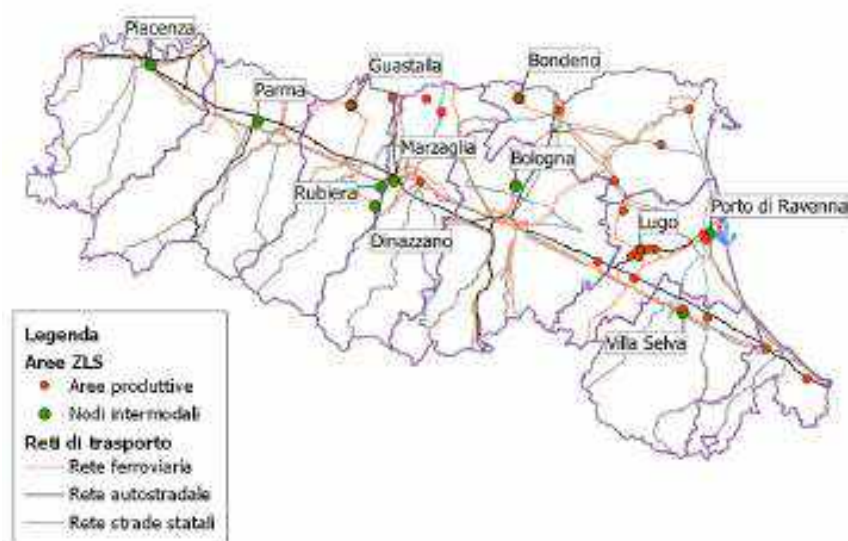 Piacenza
Guastalla
Bondeno
Parma
Marzaglia
Bologna
Rubiera
Porto di Ravenna
Lugo
Dinazzano
Villa Selva
Legenda
Aree ZLS
Aree produttive
Nodi intermodali
Reti di trasporto
Rete ferroviaria
Rete autostradale
Rete strade statali